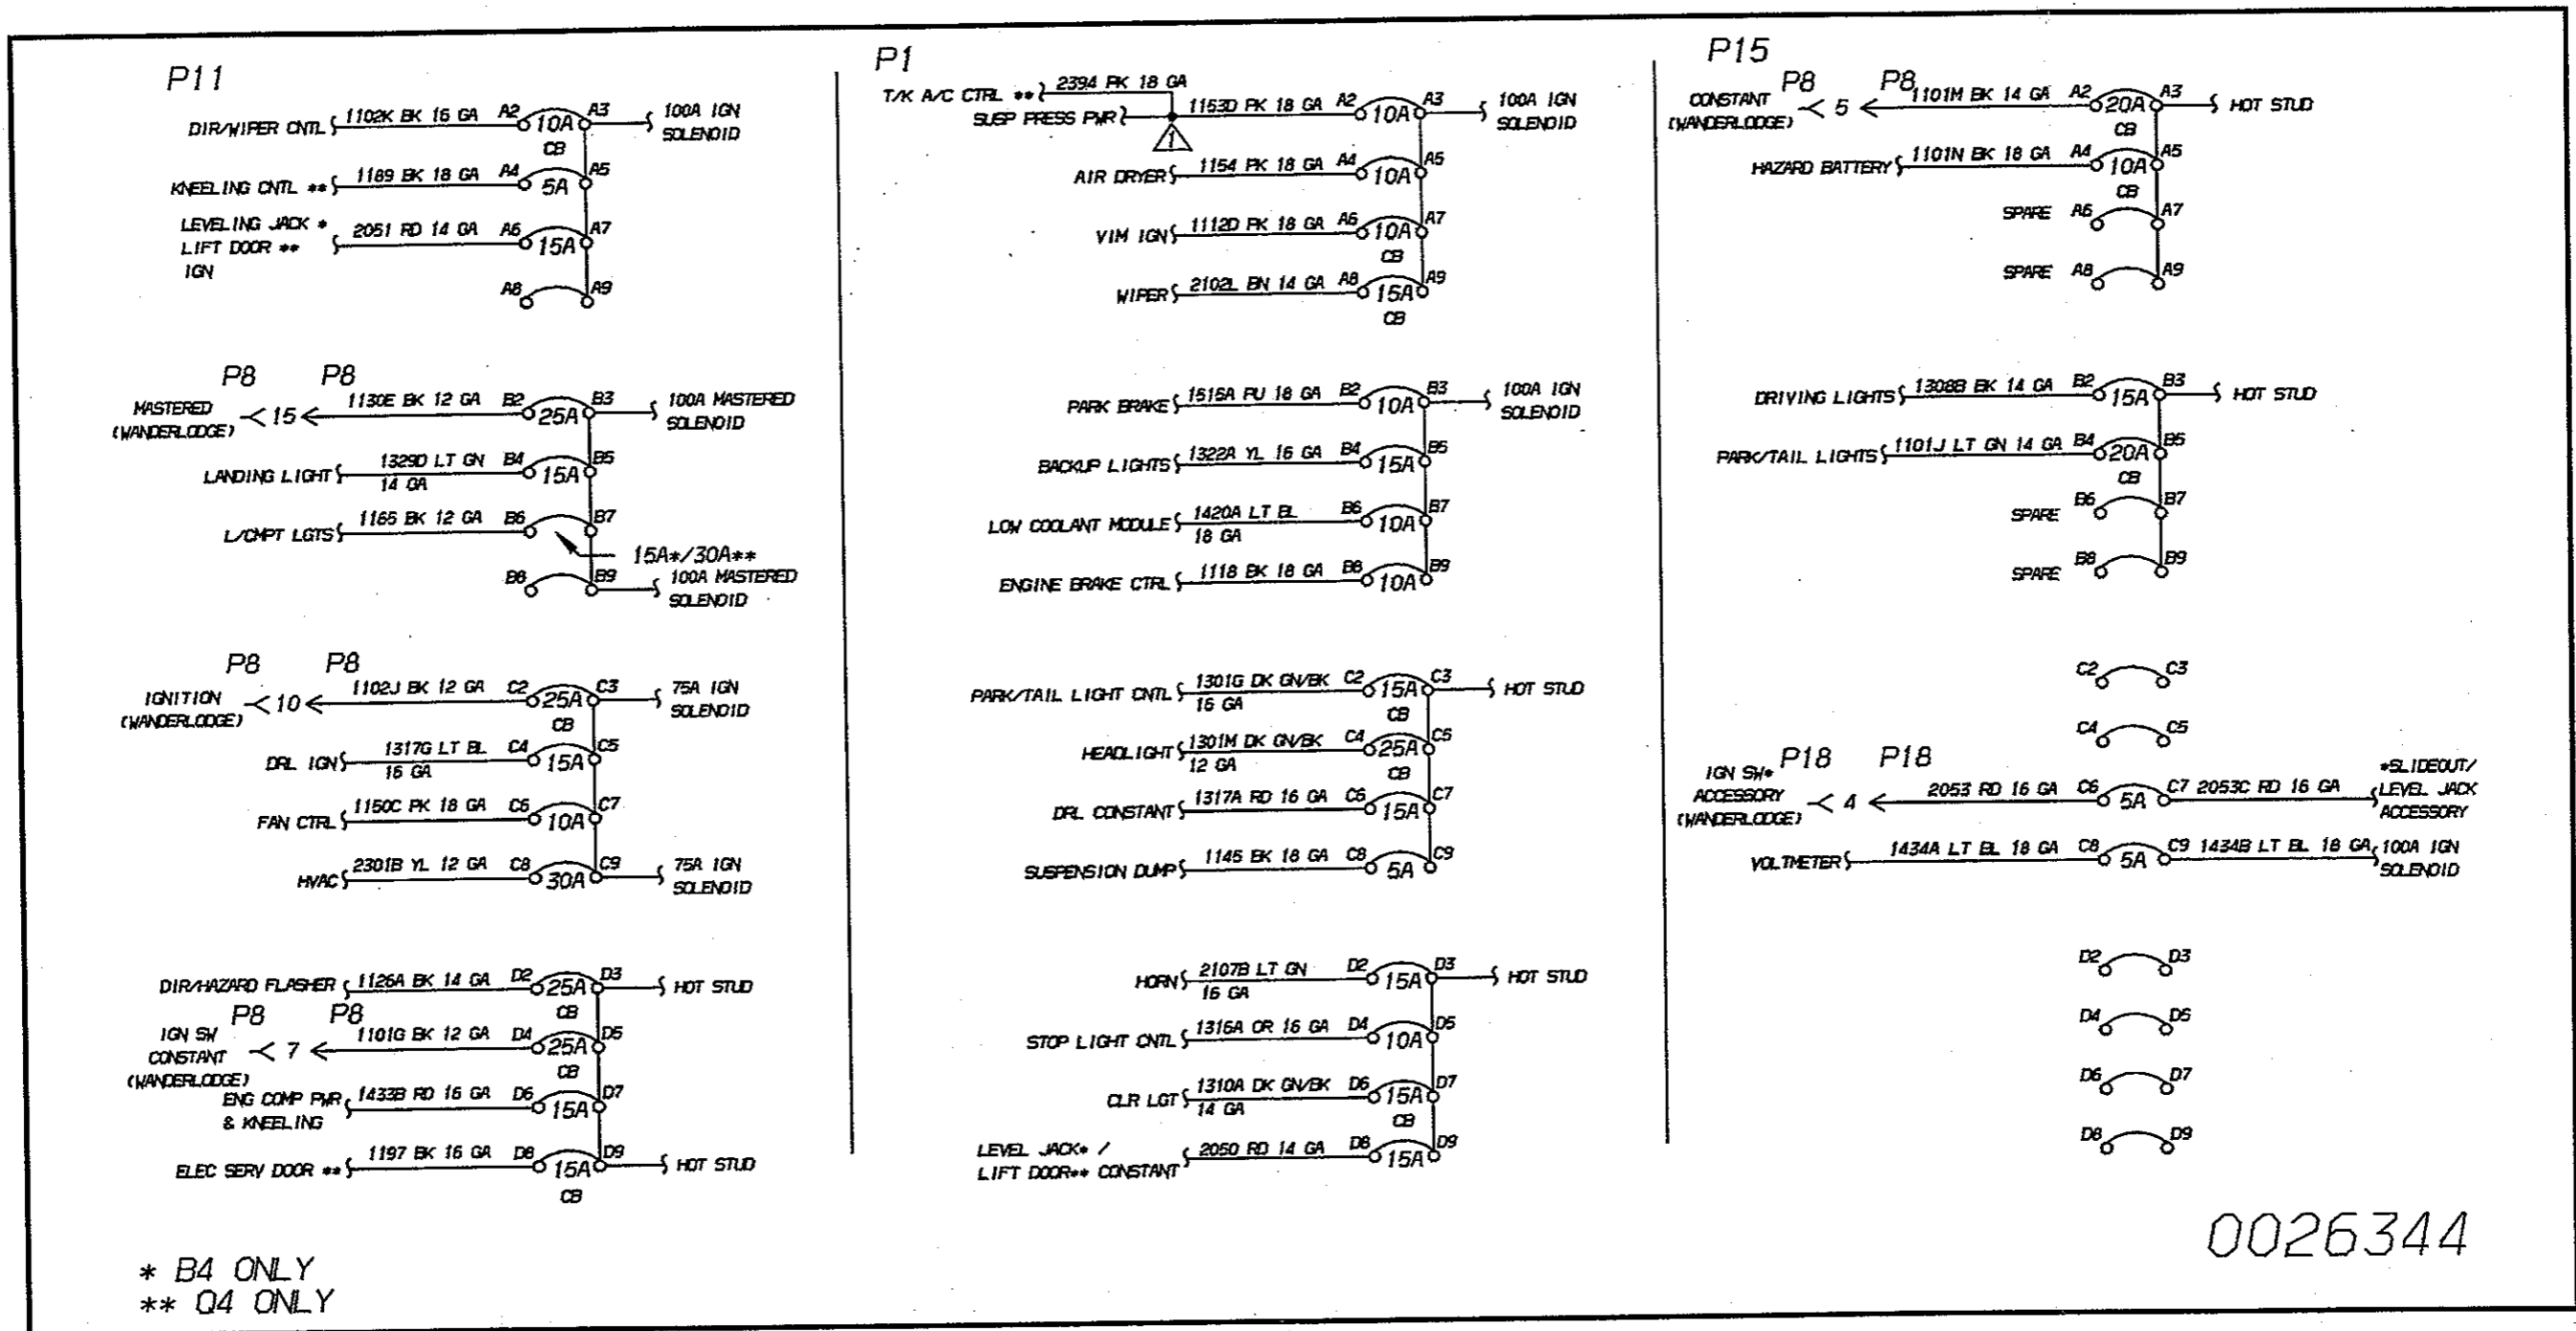 P11
DIR/WIPER CNTL 1102K BK 16 GA A2 10A A3 100A IGN
SOLENOID
CB
KNEELING CNTL ** 1189 BK 18 GA A4 5A A5
LEVELING JACK *
LIFT DOOR **
IGN
2051 RD 14 GA A6 15A A7
A8 A9
P8 P8
MASTERED
(WANDERLODGE)
15 1130E BK 12 GA B2 25A B3 100A MASTERED
SOLENOID
LANDING LIGHT 1329D LT GN B4 15A B5
14 GA
L/CMPT LGTS 1165 BK 12 GA B6 B7
15A*/30A**
B8 B9 100A MASTERED
SOLENOID
P8 P8
IGNITION
(WANDERLODGE)
10 1102J BK 12 GA C2 25A C3 75A IGN
SOLENOID
CB
DRL IGN 1317G LT BL C4 15A C5
16 GA
FAN CTRL 1150C PK 18 GA C6 10A C7
HVAC 2301B YL 12 GA C8 30A C9 75A IGN
SOLENOID
DIR/HAZARD FLASHER 1126A BK 14 GA D2 25A D3 HOT STUD
CB
P8 P8
IGN SW
CONSTANT
(WANDERLODGE)
7 1101G BK 12 GA D4 25A D5
CB
ENG COMP PWR
& KNEELING
1433B RD 16 GA D6 15A D7
ELEC SERV DOOR ** 1197 BK 16 GA D8 15A D9 HOT STUD
CB
* B4 ONLY
** Q4 ONLY
P1
T/K A/C CTRL ** 2394 PK 18 GA
SUSP PRESS PWR 1153D PK 18 GA A2 10A A3 100A IGN
SOLENOID
1
AIR DRYER 1154 PK 18 GA A4 10A A5
VIM IGN 1112D PK 18 GA A6 10A A7
CB
WIPER 2102L BN 14 GA A8 15A A9
CB
PARK BRAKE 1515A PU 18 GA B2 10A B3 100A IGN
SOLENOID
BACKUP LIGHTS 1322A YL 16 GA B4 15A B5
LOW COOLANT MODULE 1420A LT BL B6 10A B7
18 GA
ENGINE BRAKE CTRL 1118 BK 18 GA B8 10A B9
PARK/TAIL LIGHT CNTL 1301G DK GN/BK C2 15A C3 HOT STUD
16 GA
CB
HEADLIGHT 1301M DK GN/BK C4 25A C5
12 GA
CB
DRL CONSTANT 1317A RD 16 GA C6 15A C7
SUSPENSION DUMP 1145 BK 18 GA C8 5A C9
HORN 2107B LT GN D2 15A D3 HOT STUD
16 GA
STOP LIGHT CNTL 1316A OR 16 GA D4 10A D5
CLR LGT 1310A DK GN/BK D6 15A D7
14 GA
CB
LEVEL JACK* /
LIFT DOOR** CONSTANT
2050 RD 14 GA D8 15A D9
P15
P8 P8
CONSTANT
(WANDERLODGE)
5 1101M BK 14 GA A2 20A A3 HOT STUD
CB
HAZARD BATTERY 1101N BK 18 GA A4 10A A5
CB
SPARE A6 A7
SPARE A8 A9
DRIVING LIGHTS 1308B BK 14 GA B2 15A B3 HOT STUD
PARK/TAIL LIGHTS 1101J LT GN 14 GA B4 20A B5
CB
SPARE B6 B7
SPARE B8 B9
C2 C3
C4 C5
P18 P18
IGN SW*
ACCESSORY
(WANDERLODGE)
4 2053 RD 16 GA C6 5A C7 2053C RD 16 GA
*SLIDEOUT/
LEVEL JACK
ACCESSORY
VOLTMETER 1434A LT BL 18 GA C8 5A C9 1434B LT BL 18 GA 100A IGN
SOLENOID
D2 D3
D4 D5
D6 D7
D8 D9
0026344